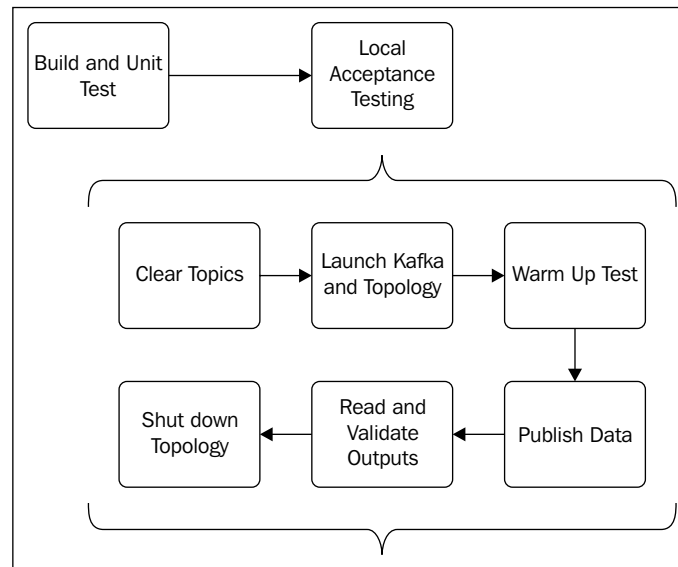 Build and Unit
Test
Local
Acceptance
Testing
Clear Topics
Launch Kafka
and Topology
Warm Up Test
Shut down
Topology
Read and
Validate
Outputs
Publish Data